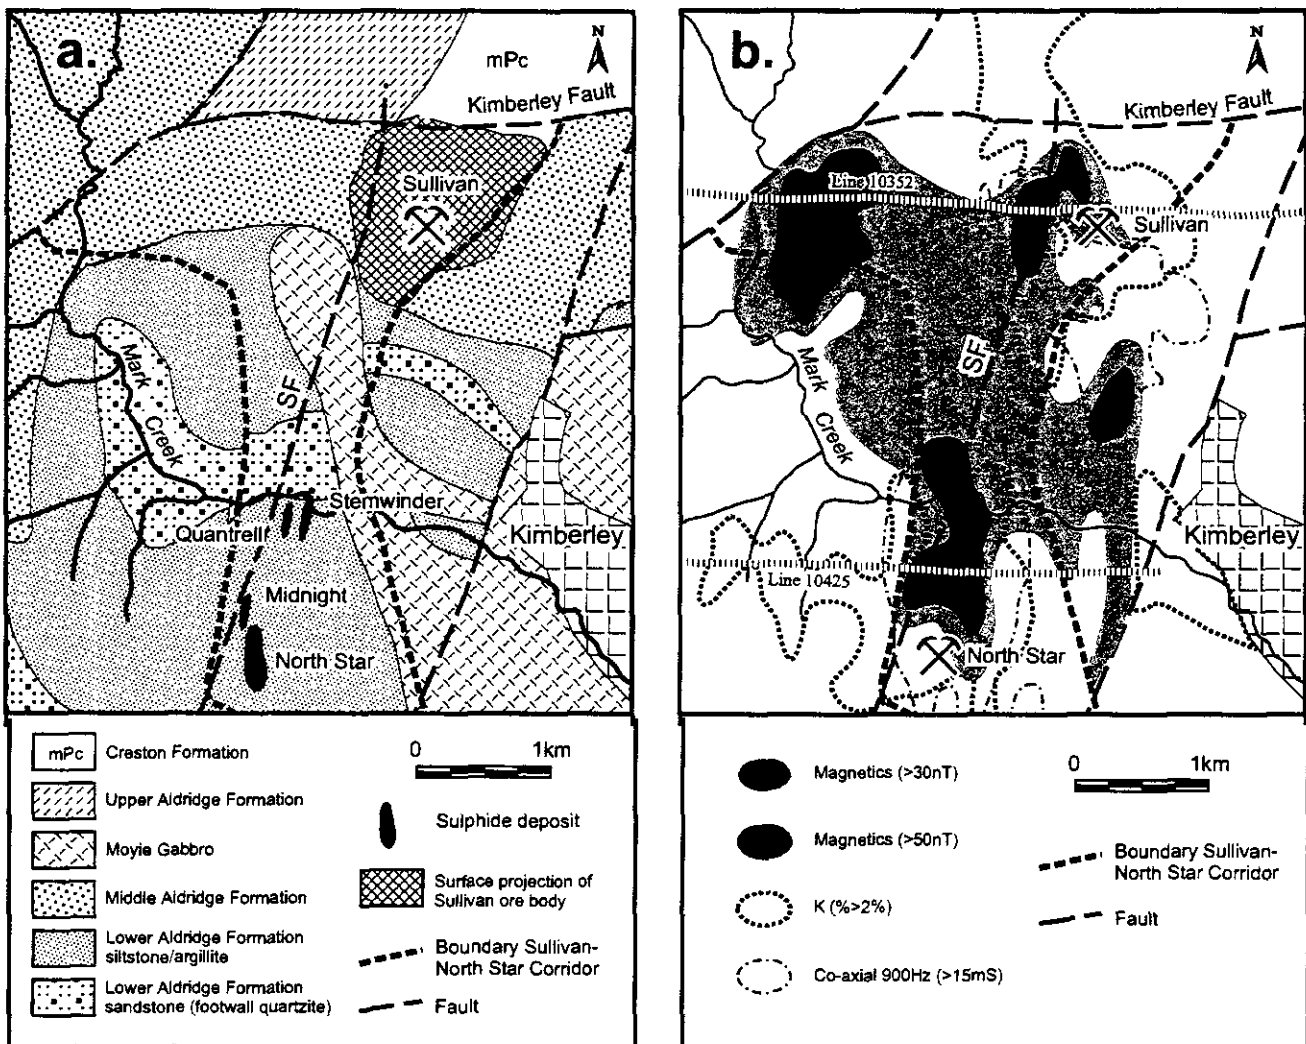 a.
N
mPc
Kimberley Fault
Sullivan
SF
Mark
Creek
Stemwinder
Quantrell
Kimberley
Midnight
North Star
mPc Creston Formation
Upper Aldridge Formation
Moyie Gabbro
Middle Aldridge Formation
Lower Aldridge Formation
siltstone/argillite
Lower Aldridge Formation
sandstone (footwall quartzite)
0 1km
Sulphide deposit
Surface projection of
Sullivan ore body
Boundary Sullivan-
North Star Corridor
Fault
b.
N
Kimberley Fault
Line 10352
Sullivan
SF
Mark
Creek
Kimberley
Line 10425
North Star
Magnetics (>30nT)
Magnetics (>50nT)
K (%>2%)
Co-axial 900Hz (>15mS)
0 1km
Boundary Sullivan-
North Star Corridor
Fault